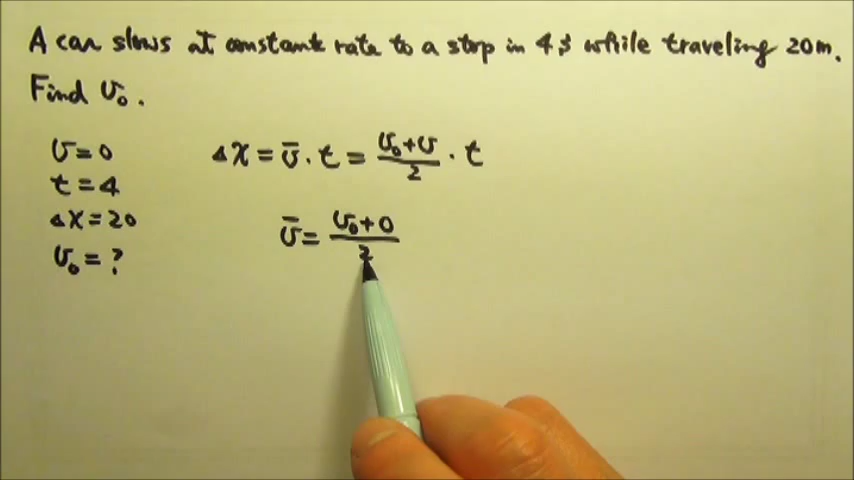 A car slows at constant rate to a stop in 4 s while traveling 20m.
Find v₀.
v = 0
t = 4
Δx = 20
v₀ = ?
Δx = v̄ · t = (v₀+v)/2 · t
v̄ = (v₀+0)/2